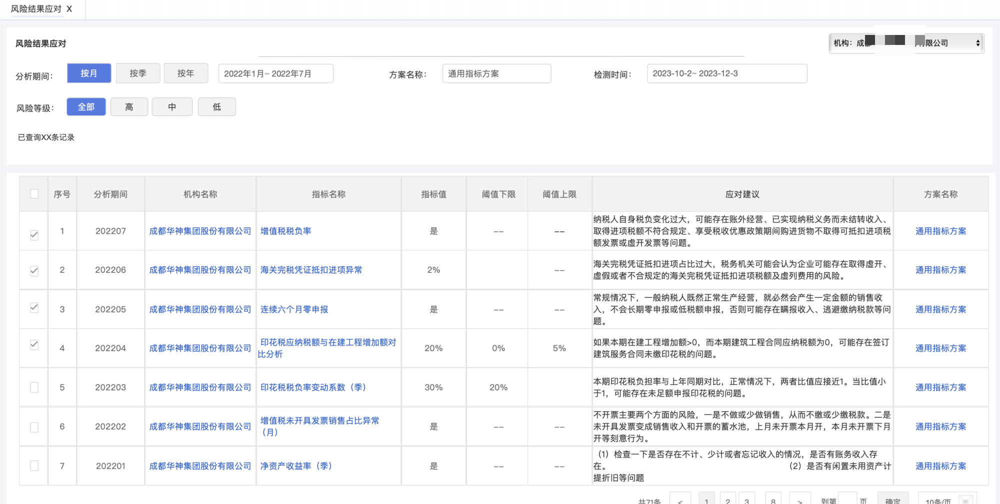 风险结果应对 X
风险结果应对
机构：成都 有限公司
分析期间： 按月 按季 按年 2022年1月~ 2022年7月 方案名称： 通用指标方案 检测时间： 2023-10-2~ 2023-12-3
风险等级： 全部 高 中 低
已查询XX条记录
序号 分析期间 机构名称 指标名称 指标值 阈值下限 阈值上限 应对建议 方案名称
1 202207 成都华神集团股份有限公司 增值税税负率 是 -- --
纳税人自身税负变化过大，可能存在账外经营、已实现纳税义务而未结转收入、
取得进项税额不符合规定、享受税收优惠政策期间购进货物不取得可抵扣进项税
额发票或虚开发票等问题。
通用指标方案
2 202206 成都华神集团股份有限公司 海关完税凭证抵扣进项异常 2% --
海关完税凭证抵扣进项占比过大，税务机关可能会认为企业可能存在取得虚开、
虚假或者不合规定的海关完税凭证抵扣进项税额及虚列费用的风险。
通用指标方案
3 202205 成都华神集团股份有限公司 连续六个月零申报 是 -- --
常规情况下，一般纳税人既然正常生产经营，就必然会产生一定金额的销售收
入，不会长期零申报或低税额申报，否则可能存在瞒报收入、逃避缴纳税款等问
题。
通用指标方案
4 202204 成都华神集团股份有限公司
印花税应纳税额与在建工程增加额对
比分析
20% 0% 5%
如果本期在建工程增加额>0，而本期建筑工程合同应纳税额为0，可能存在签订
建筑服务合同未缴印花税的问题。
通用指标方案
5 202203 成都华神集团股份有限公司 印花税税负率变动系数（季） 30% 20%
本期印花税负担率与上年同期对比，正常情况下，两者比值应接近1。当比值小
于1，可能存在未足额申报印花税的问题。
通用指标方案
6 202202 成都华神集团股份有限公司
增值税未开具发票销售占比异常
（月）
是 -- --
不开票主要两个方面的风险，一是不做或少做销售，从而不缴或少缴税款。二是
未开具发票变成销售收入和开票的蓄水池，上月未开票本月开，本月未开票下月
开等刻意行为。
通用指标方案
7 202201 成都华神集团股份有限公司 净资产收益率（季） 是 -- --
（1）检查一下是否存在不计、少计或者忘记收入的情况，是否有账务收入存
在。 （2）是否有闲置未用资产计
提折旧等问题
通用指标方案
共71条 < 1 2 3 8 > 到第 页 确定 10条/页